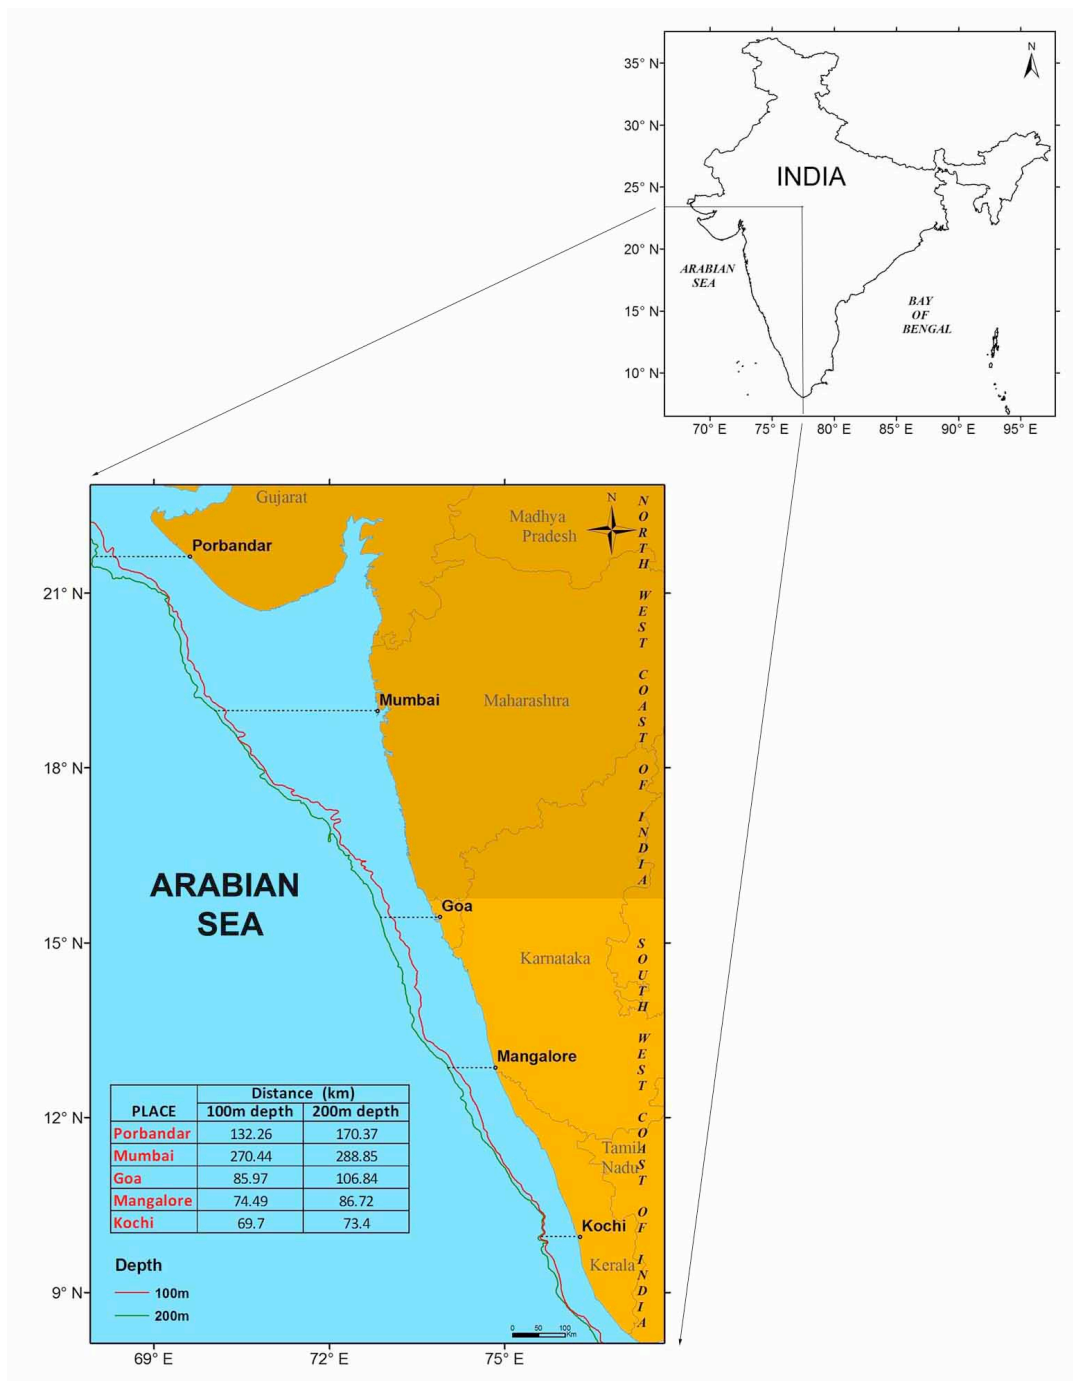 35° N
30° N
25° N
20° N
15° N
10° N
N
INDIA
ARABIAN
SEA
BAY
OF
BENGAL
70° E 75° E 80° E 85° E 90° E 95° E
Gujarat
Madhya
Pradesh
N
Porbandar
NORTH WEST COAST OF INDIA
21° N
Mumbai
Maharashtra
18° N
ARABIAN
SEA
Goa
15° N
Karnataka
SOUTH WEST COAST OF INDIA
Mangalore
12° N
Tamil
Nadu
Kochi
Kerala
9° N
PLACE Distance (km)
100m depth 200m depth
Porbandar 132.26 170.37
Mumbai 270.44 288.85
Goa 85.97 106.84
Mangalore 74.49 86.72
Kochi 69.7 73.4
Depth
100m
200m
0 50 100
Km
69° E 72° E 75° E